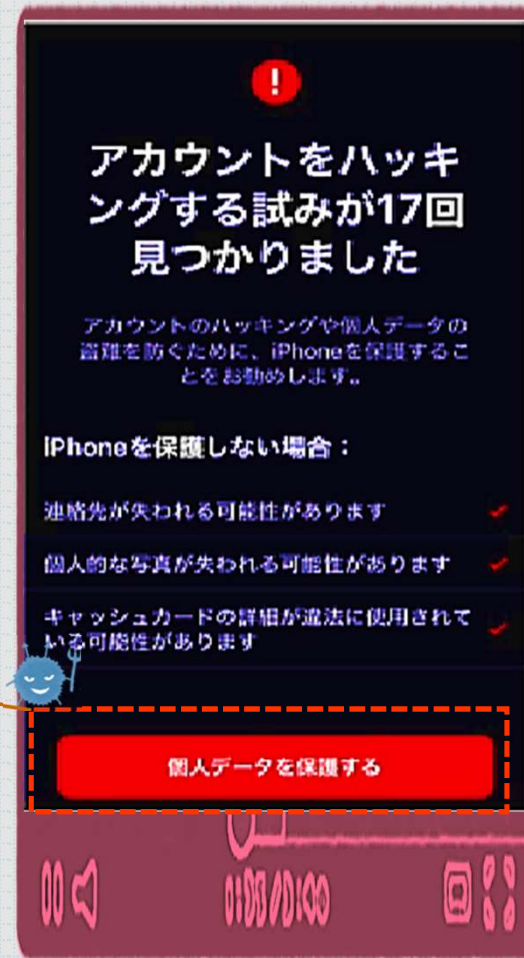 !
アカウントをハッキ
ングする試みが17回
見つかりました
アカウントのハッキングや個人データの
盗難を防ぐために、iPhoneを保護するこ
とをお勧めします。
iPhoneを保護しない場合：
連絡先が失われる可能性があります
個人的な写真が失われる可能性があります
キャッシュカードの詳細が違法に使用されて
いる可能性があります
個人データを保護する